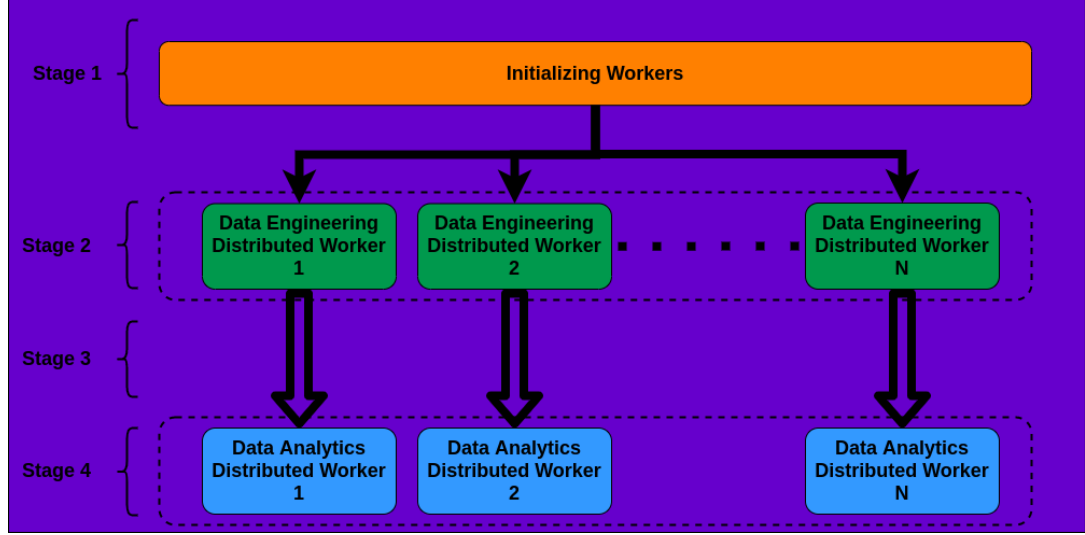 Stage 1
Initializing Workers
Stage 2
Data Engineering
Distributed Worker
1
Data Engineering
Distributed Worker
2
Data Engineering
Distributed Worker
N
Stage 3
Stage 4
Data Analytics
Distributed Worker
1
Data Analytics
Distributed Worker
2
Data Analytics
Distributed Worker
N